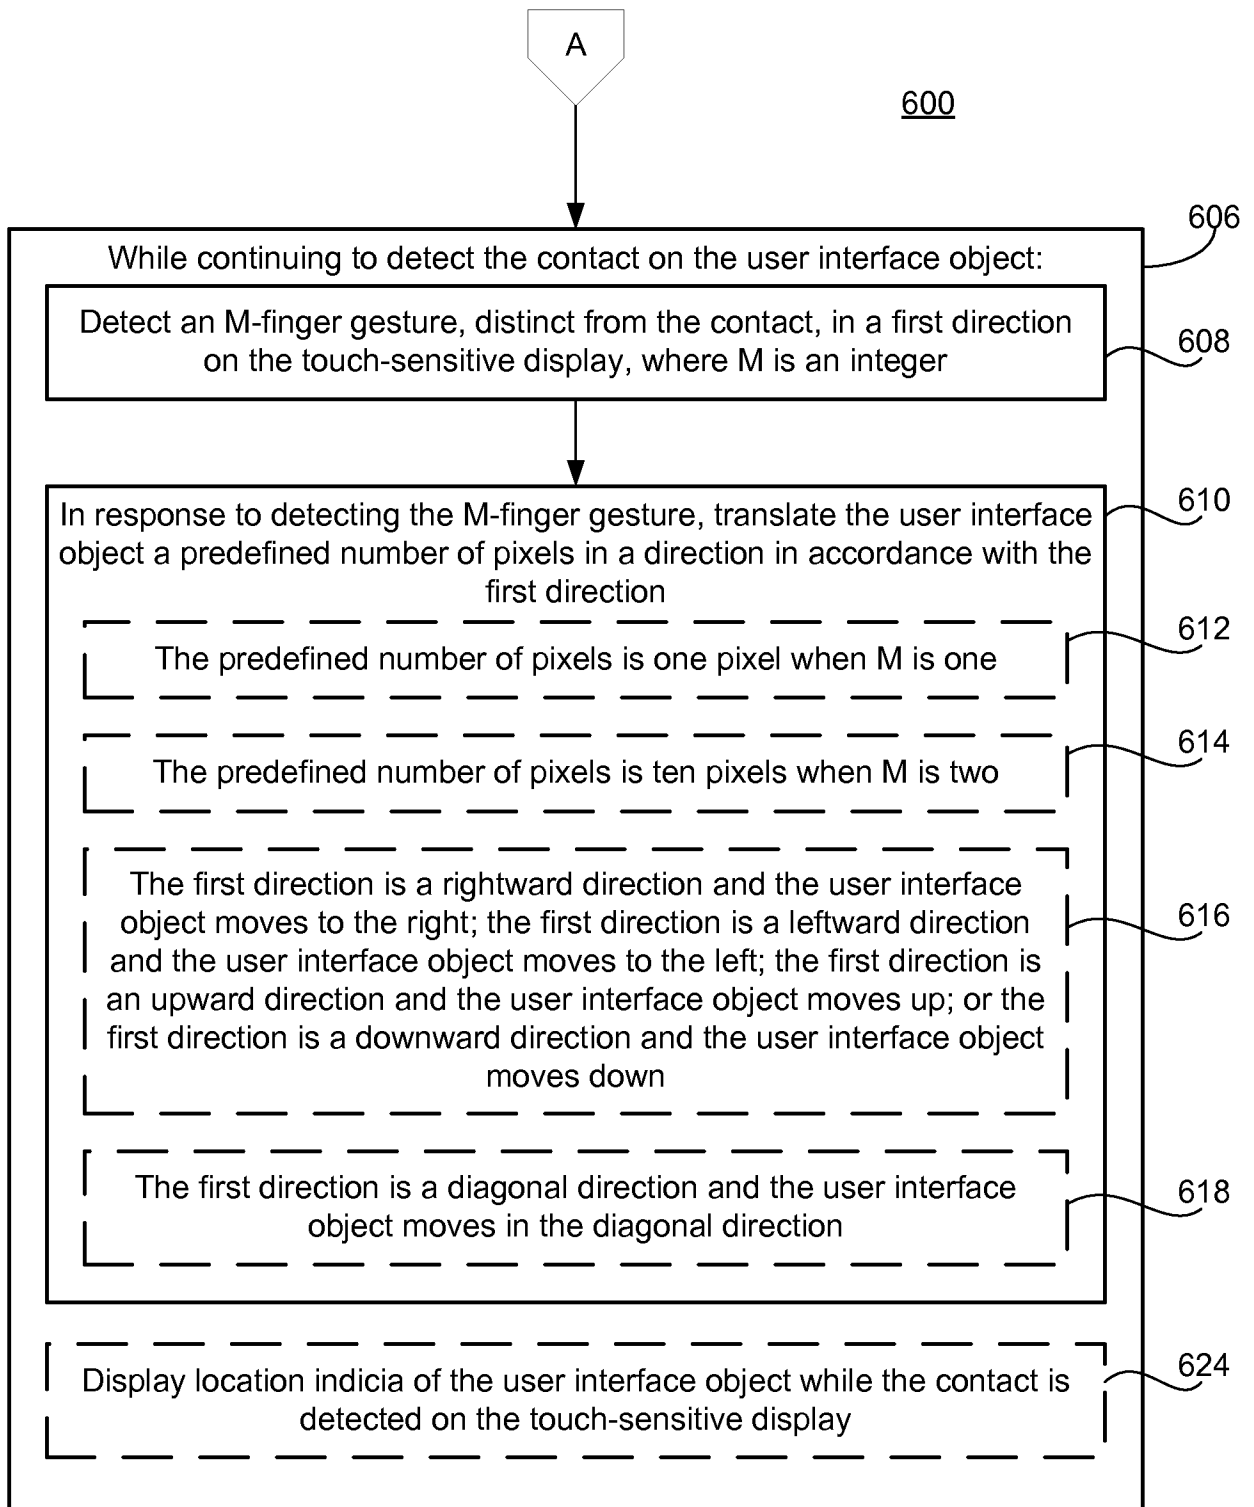 A
600
606
While continuing to detect the contact on the user interface object:
Detect an M-finger gesture, distinct from the contact, in a first direction
on the touch-sensitive display, where M is an integer
608
In response to detecting the M-finger gesture, translate the user interface
object a predefined number of pixels in a direction in accordance with the
first direction
610
The predefined number of pixels is one pixel when M is one
612
The predefined number of pixels is ten pixels when M is two
614
The first direction is a rightward direction and the user interface
object moves to the right; the first direction is a leftward direction
and the user interface object moves to the left; the first direction is
an upward direction and the user interface object moves up; or the
first direction is a downward direction and the user interface object
moves down
616
The first direction is a diagonal direction and the user interface
object moves in the diagonal direction
618
Display location indicia of the user interface object while the contact is
detected on the touch-sensitive display
624